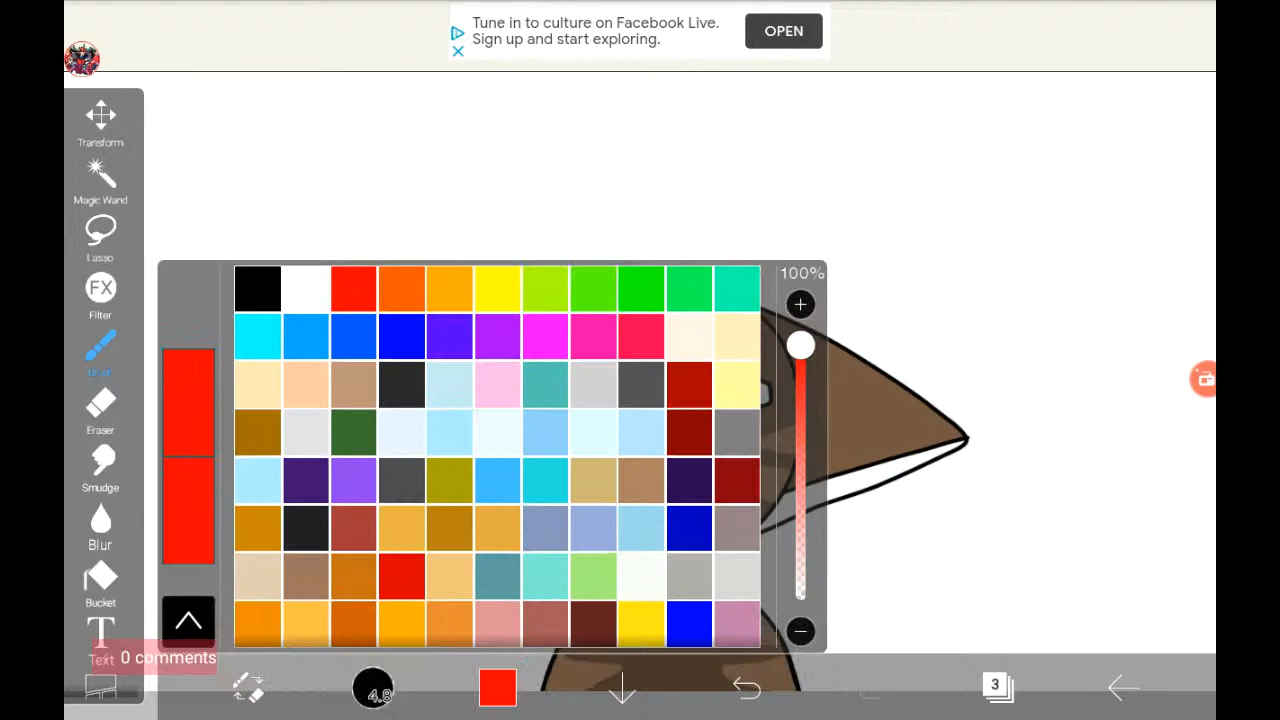 Tune in to culture on Facebook Live.
Sign up and start exploring.
OPEN
Transform
Magic Wand
Lasso
FX
Filter
Eraser
Smudge
Blur
Bucket
T
Text
0 comments
100%
4.8
3